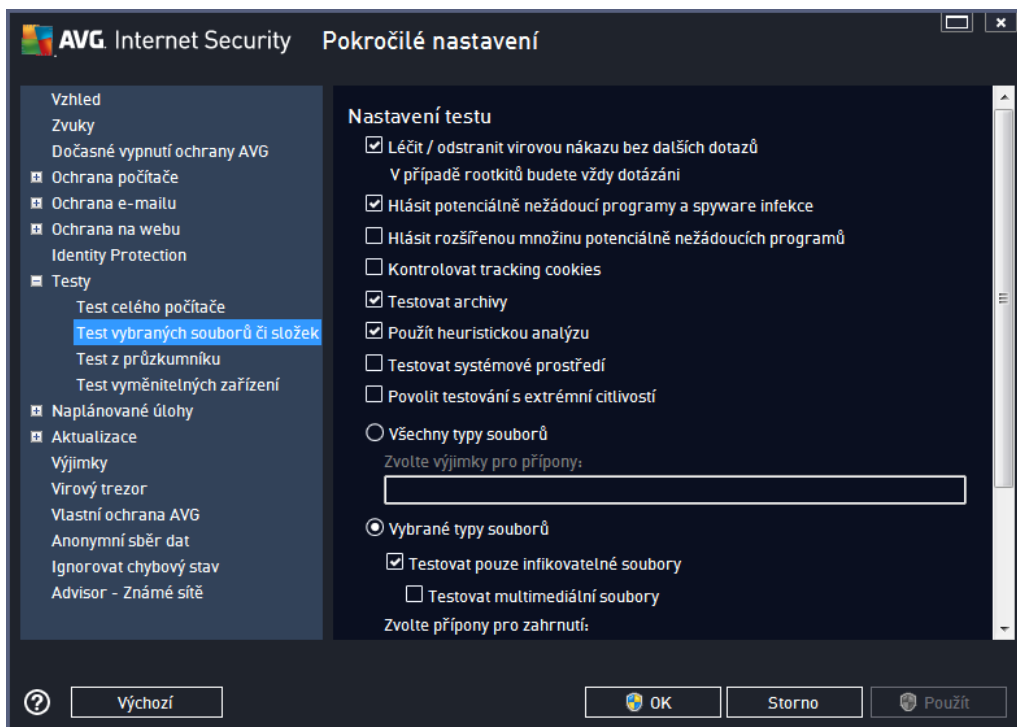 AVG. Internet Security Pokročilé nastavení
Vzhled
Zvuky
Dočasné vypnutí ochrany AVG
Ochrana počítače
Ochrana e-mailu
Ochrana na webu
Identity Protection
Testy
Test celého počítače
Test vybraných souborů či složek
Test z průzkumníku
Test vyměnitelných zařízení
Naplánované úlohy
Aktualizace
Výjimky
Virový trezor
Vlastní ochrana AVG
Anonymní sběr dat
Ignorovat chybový stav
Advisor - Známé sítě
Nastavení testu
Léčit / odstranit virovou nákazu bez dalších dotazů
V případě rootkitů budete vždy dotázáni
Hlásit potenciálně nežádoucí programy a spyware infekce
Hlásit rozšířenou množinu potenciálně nežádoucích programů
Kontrolovat tracking cookies
Testovat archivy
Použít heuristickou analýzu
Testovat systémové prostředí
Povolit testování s extrémní citlivostí
Všechny typy souborů
Zvolte výjimky pro přípony:
Vybrané typy souborů
Testovat pouze infikovatelné soubory
Testovat multimediální soubory
Zvolte přípony pro zahrnutí:
Výchozí
OK
Storno
Použít